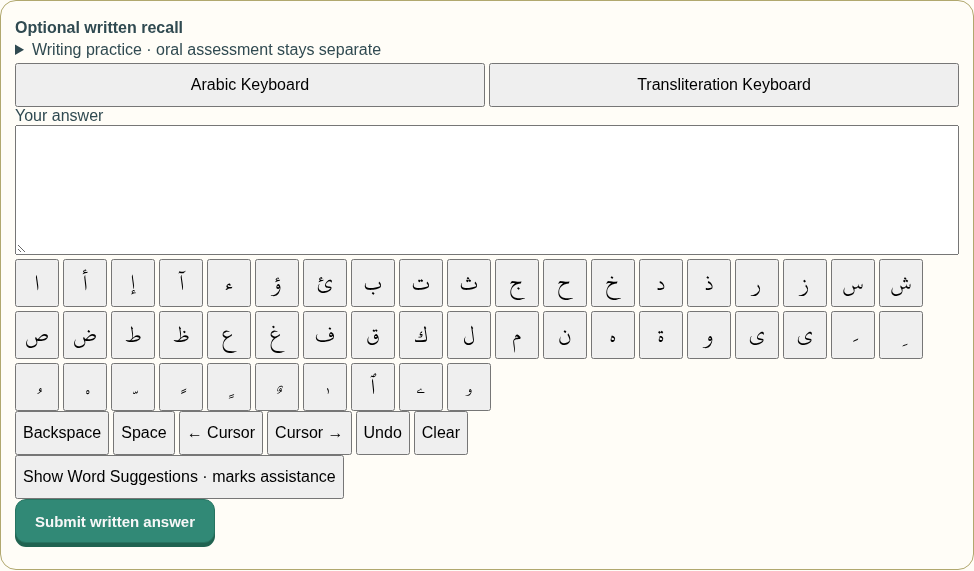 Optional written recall
▶ Writing practice · oral assessment stays separate
Arabic Keyboard Transliteration Keyboard
Your answer
ا أ إ آ ء ؤ ئ ب ت ث ج ح خ د ذ ر ز س ش
ص ض ط ظ ع غ ف ق ك ل م ن ه ة و ى ی َ ِ
ُ ْ ّ ً ٍ ٌ ٰ ٱ ۦ ۥ
Backspace Space ← Cursor Cursor → Undo Clear
Show Word Suggestions · marks assistance
Submit written answer